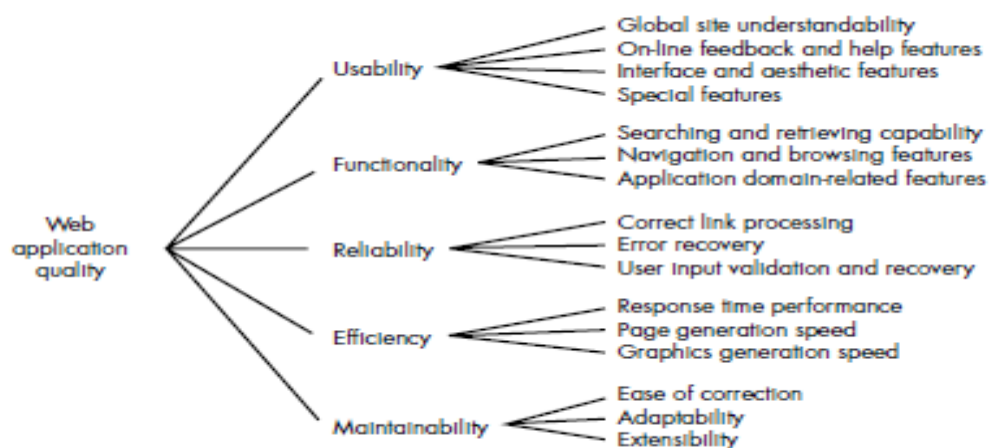 Web
application
quality
Usability
Global site understandability
On-line feedback and help features
Interface and aesthetic features
Special features
Functionality
Searching and retrieving capability
Navigation and browsing features
Application domain-related features
Reliability
Correct link processing
Error recovery
User input validation and recovery
Efficiency
Response time performance
Page generation speed
Graphics generation speed
Maintainability
Ease of correction
Adaptability
Extensibility